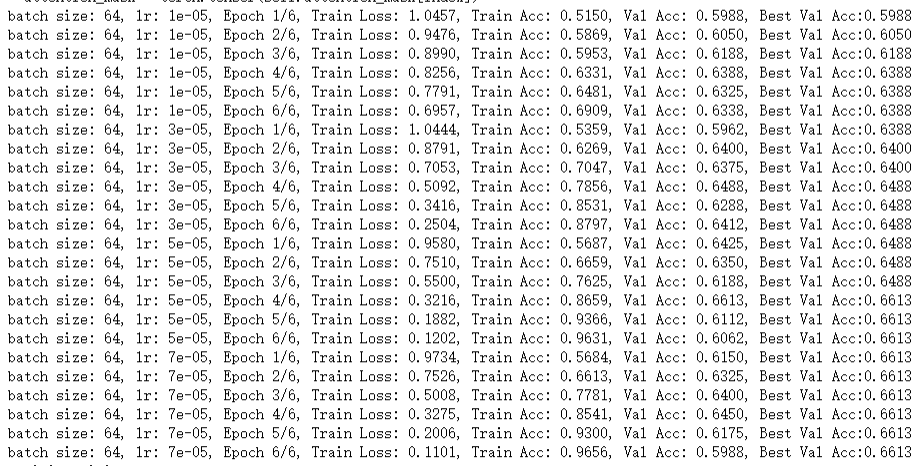 batch size: 64, lr: 1e-05, Epoch 1/6, Train Loss: 1.0457, Train Acc: 0.5150, Val Acc: 0.5988, Best Val Acc:0.5988
batch size: 64, lr: 1e-05, Epoch 2/6, Train Loss: 0.9476, Train Acc: 0.5869, Val Acc: 0.6050, Best Val Acc:0.6050
batch size: 64, lr: 1e-05, Epoch 3/6, Train Loss: 0.8990, Train Acc: 0.5953, Val Acc: 0.6188, Best Val Acc:0.6188
batch size: 64, lr: 1e-05, Epoch 4/6, Train Loss: 0.8256, Train Acc: 0.6331, Val Acc: 0.6388, Best Val Acc:0.6388
batch size: 64, lr: 1e-05, Epoch 5/6, Train Loss: 0.7791, Train Acc: 0.6481, Val Acc: 0.6325, Best Val Acc:0.6388
batch size: 64, lr: 1e-05, Epoch 6/6, Train Loss: 0.6957, Train Acc: 0.6909, Val Acc: 0.6338, Best Val Acc:0.6388
batch size: 64, lr: 3e-05, Epoch 1/6, Train Loss: 1.0444, Train Acc: 0.5359, Val Acc: 0.5962, Best Val Acc:0.6388
batch size: 64, lr: 3e-05, Epoch 2/6, Train Loss: 0.8791, Train Acc: 0.6269, Val Acc: 0.6400, Best Val Acc:0.6400
batch size: 64, lr: 3e-05, Epoch 3/6, Train Loss: 0.7053, Train Acc: 0.7047, Val Acc: 0.6375, Best Val Acc:0.6400
batch size: 64, lr: 3e-05, Epoch 4/6, Train Loss: 0.5092, Train Acc: 0.7856, Val Acc: 0.6488, Best Val Acc:0.6488
batch size: 64, lr: 3e-05, Epoch 5/6, Train Loss: 0.3416, Train Acc: 0.8531, Val Acc: 0.6288, Best Val Acc:0.6488
batch size: 64, lr: 3e-05, Epoch 6/6, Train Loss: 0.2504, Train Acc: 0.8797, Val Acc: 0.6412, Best Val Acc:0.6488
batch size: 64, lr: 5e-05, Epoch 1/6, Train Loss: 0.9580, Train Acc: 0.5687, Val Acc: 0.6425, Best Val Acc:0.6488
batch size: 64, lr: 5e-05, Epoch 2/6, Train Loss: 0.7510, Train Acc: 0.6659, Val Acc: 0.6350, Best Val Acc:0.6488
batch size: 64, lr: 5e-05, Epoch 3/6, Train Loss: 0.5500, Train Acc: 0.7625, Val Acc: 0.6188, Best Val Acc:0.6488
batch size: 64, lr: 5e-05, Epoch 4/6, Train Loss: 0.3216, Train Acc: 0.8659, Val Acc: 0.6613, Best Val Acc:0.6613
batch size: 64, lr: 5e-05, Epoch 5/6, Train Loss: 0.1882, Train Acc: 0.9366, Val Acc: 0.6112, Best Val Acc:0.6613
batch size: 64, lr: 5e-05, Epoch 6/6, Train Loss: 0.1202, Train Acc: 0.9631, Val Acc: 0.6062, Best Val Acc:0.6613
batch size: 64, lr: 7e-05, Epoch 1/6, Train Loss: 0.9734, Train Acc: 0.5684, Val Acc: 0.6150, Best Val Acc:0.6613
batch size: 64, lr: 7e-05, Epoch 2/6, Train Loss: 0.7526, Train Acc: 0.6613, Val Acc: 0.6325, Best Val Acc:0.6613
batch size: 64, lr: 7e-05, Epoch 3/6, Train Loss: 0.5008, Train Acc: 0.7781, Val Acc: 0.6400, Best Val Acc:0.6613
batch size: 64, lr: 7e-05, Epoch 4/6, Train Loss: 0.3275, Train Acc: 0.8541, Val Acc: 0.6450, Best Val Acc:0.6613
batch size: 64, lr: 7e-05, Epoch 5/6, Train Loss: 0.2006, Train Acc: 0.9300, Val Acc: 0.6175, Best Val Acc:0.6613
batch size: 64, lr: 7e-05, Epoch 6/6, Train Loss: 0.1101, Train Acc: 0.9656, Val Acc: 0.5988, Best Val Acc:0.6613